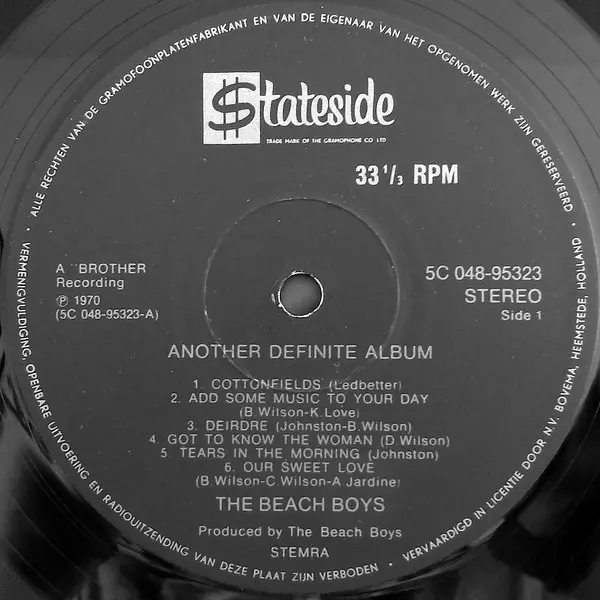 ALLE RECHTEN VAN DE GRAMOFOONPLATENFABRIKANT EN VAN DE EIGENAAR VAN HET OPGENOMEN WERK ZIJN GERESERVEERD
$tateside
TRADE MARK OF THE GRAMOPHONE CO LTD
33 1/3 RPM
A "BROTHER
Recording
℗ 1970
(5C 048-95323-A)
5C 048-95323
STEREO
Side 1
ANOTHER DEFINITE ALBUM
1. COTTONFIELDS (Ledbetter)
2. ADD SOME MUSIC TO YOUR DAY
(B.Wilson-K.Love)
3. DEIRDRE (Johnston-B.Wilson)
4. GOT TO KNOW THE WOMAN (D.Wilson)
5. TEARS IN THE MORNING (Johnston)
6. OUR SWEET LOVE
(B.Wilson-C.Wilson-A Jardine)
THE BEACH BOYS
Produced by The Beach Boys
STEMRA
• VERMENIGVULDIGING, OPENBARE UITVOERING EN RADIOUITZENDING VAN DEZE PLAAT ZIJN VERBODEN • VERVAARDIGD IN LICENTIE DOOR N.V. BOVEMA, HEEMSTEDE, HOLLAND •